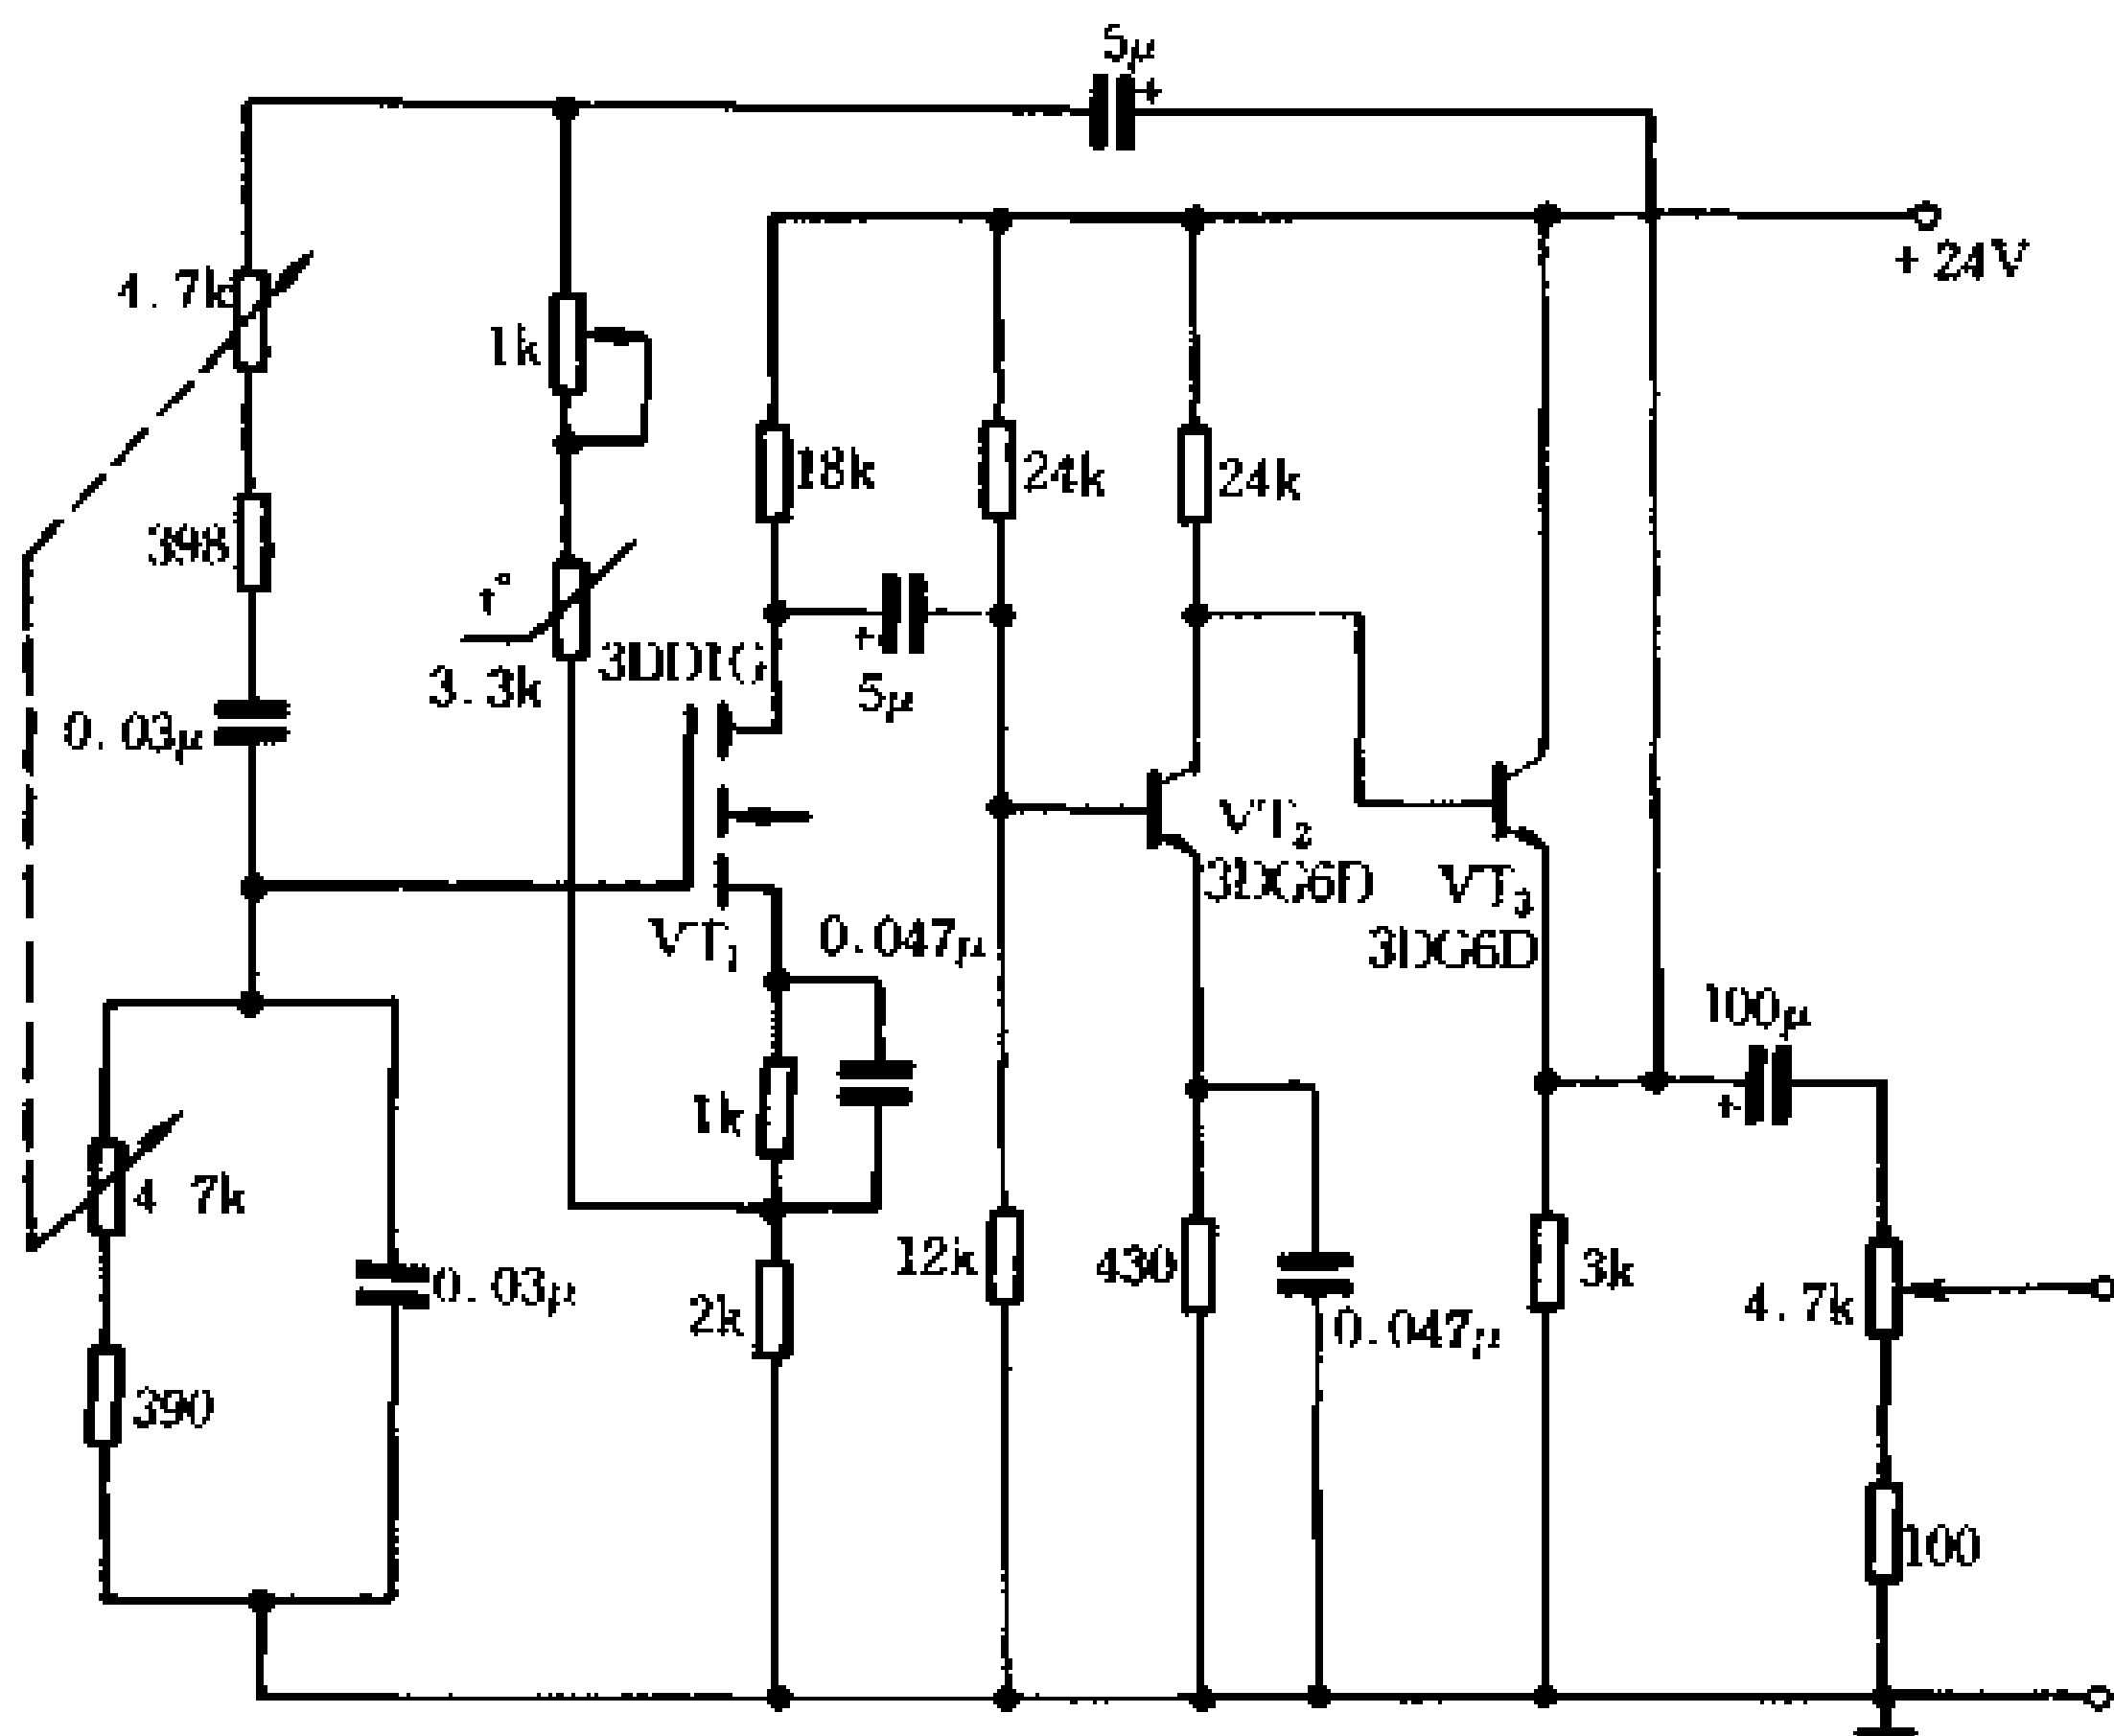 5μ
+
+24V
4.7k
1k
18k
24k
24k
398
t°
3.3k
3DD1G
+
5μ
0.03μ
VT₂
3DG6D
VT₃
3DG6D
VT₁
0.047μ
100μ
+
1k
4 7k
12k
430
3k
0.03μ
2k
0.047μ
4.7k
390
100